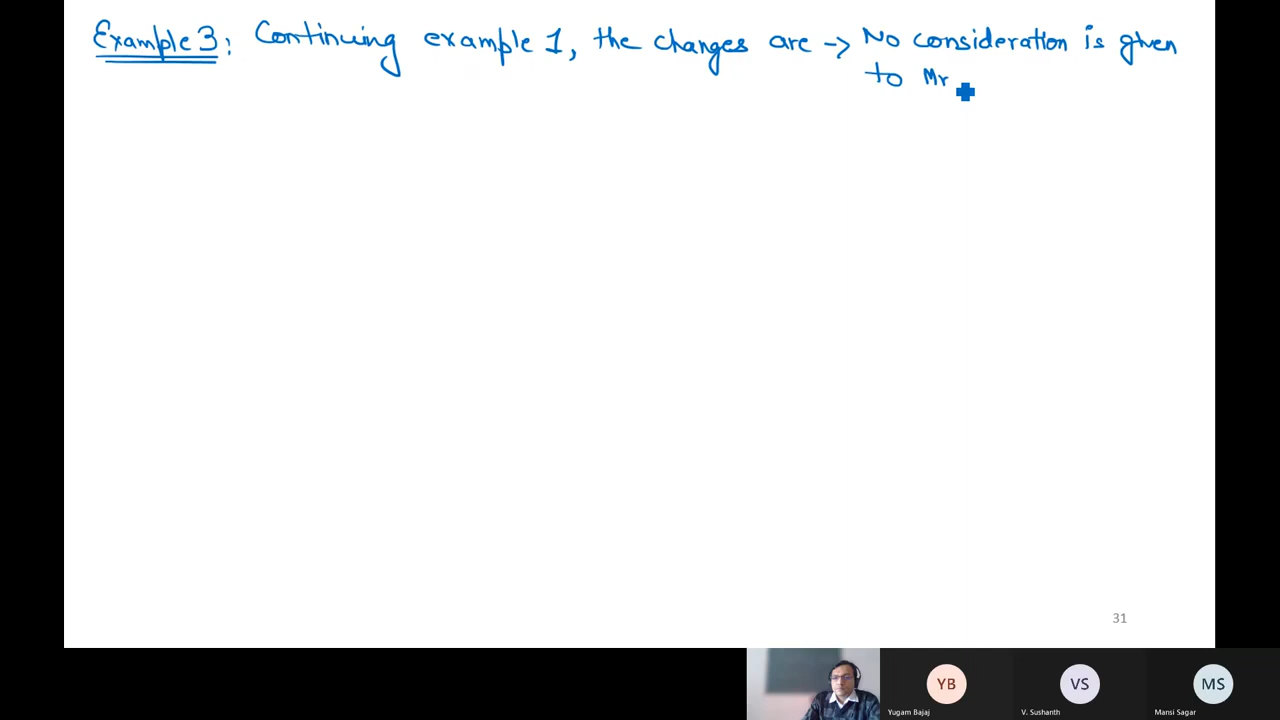 Example 3: Continuing example 1, the changes are → No consideration is given
to Mr
31
YB
VS
MS
Yugam Bajaj
V. Sushanth
Mansi Sagar